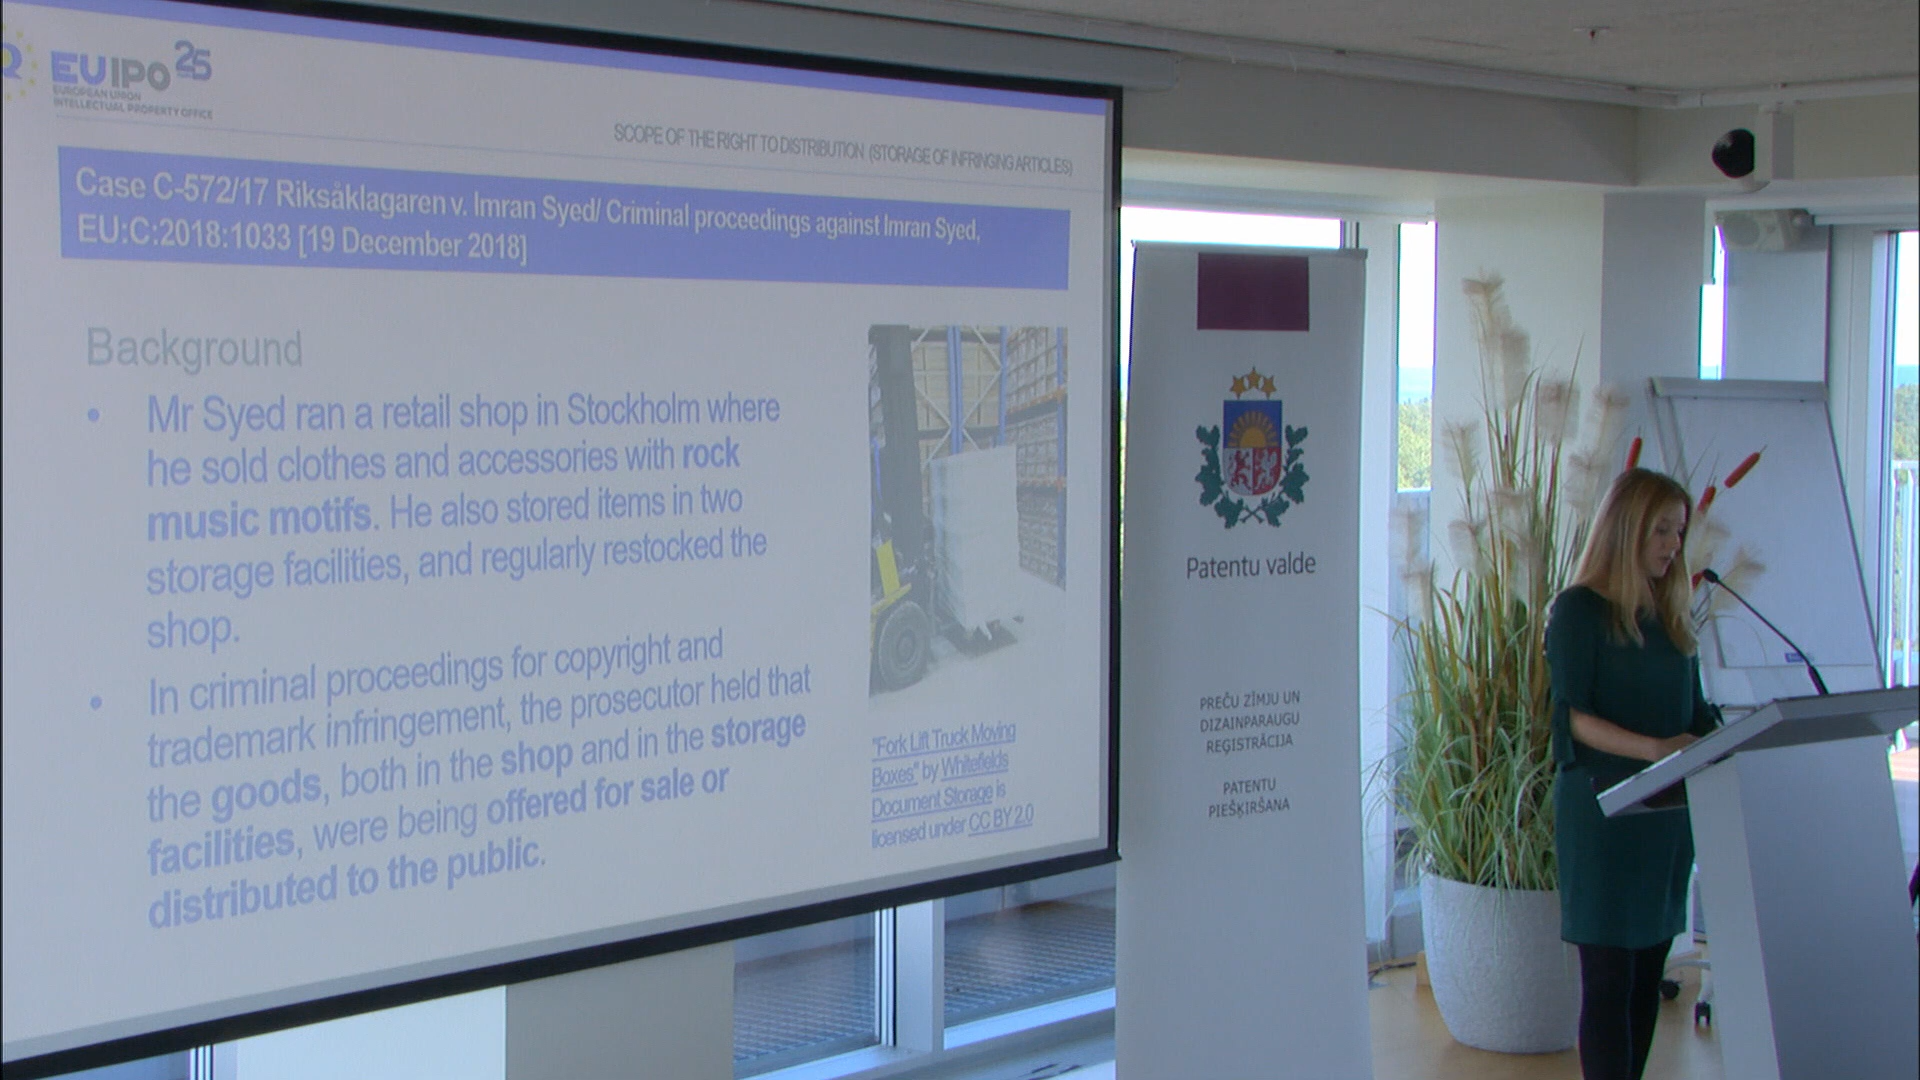 EUIPO 25
EUROPEAN UNION
INTELLECTUAL PROPERTY OFFICE
SCOPE OF THE RIGHT TO DISTRIBUTION (STORAGE OF INFRINGING ARTICLES)
Case C-572/17 Riksåklagaren v. Imran Syed/ Criminal proceedings against Imran Syed,
EU:C:2018:1033 [19 December 2018]
Background
• Mr Syed ran a retail shop in Stockholm where
he sold clothes and accessories with rock
music motifs. He also stored items in two
storage facilities, and regularly restocked the
shop.
• In criminal proceedings for copyright and
trademark infringement, the prosecutor held that
the goods, both in the shop and in the storage
facilities, were being offered for sale or
distributed to the public.
"Fork Lift Truck Moving
Boxes" by Whitefields
Document Storage is
licensed under CC BY 2.0
Patentu valde
PREČU ZĪMJU UN
DIZAINPARAUGU
REĢISTRĀCIJA
PATENTU
PIEŠĶIRŠANA